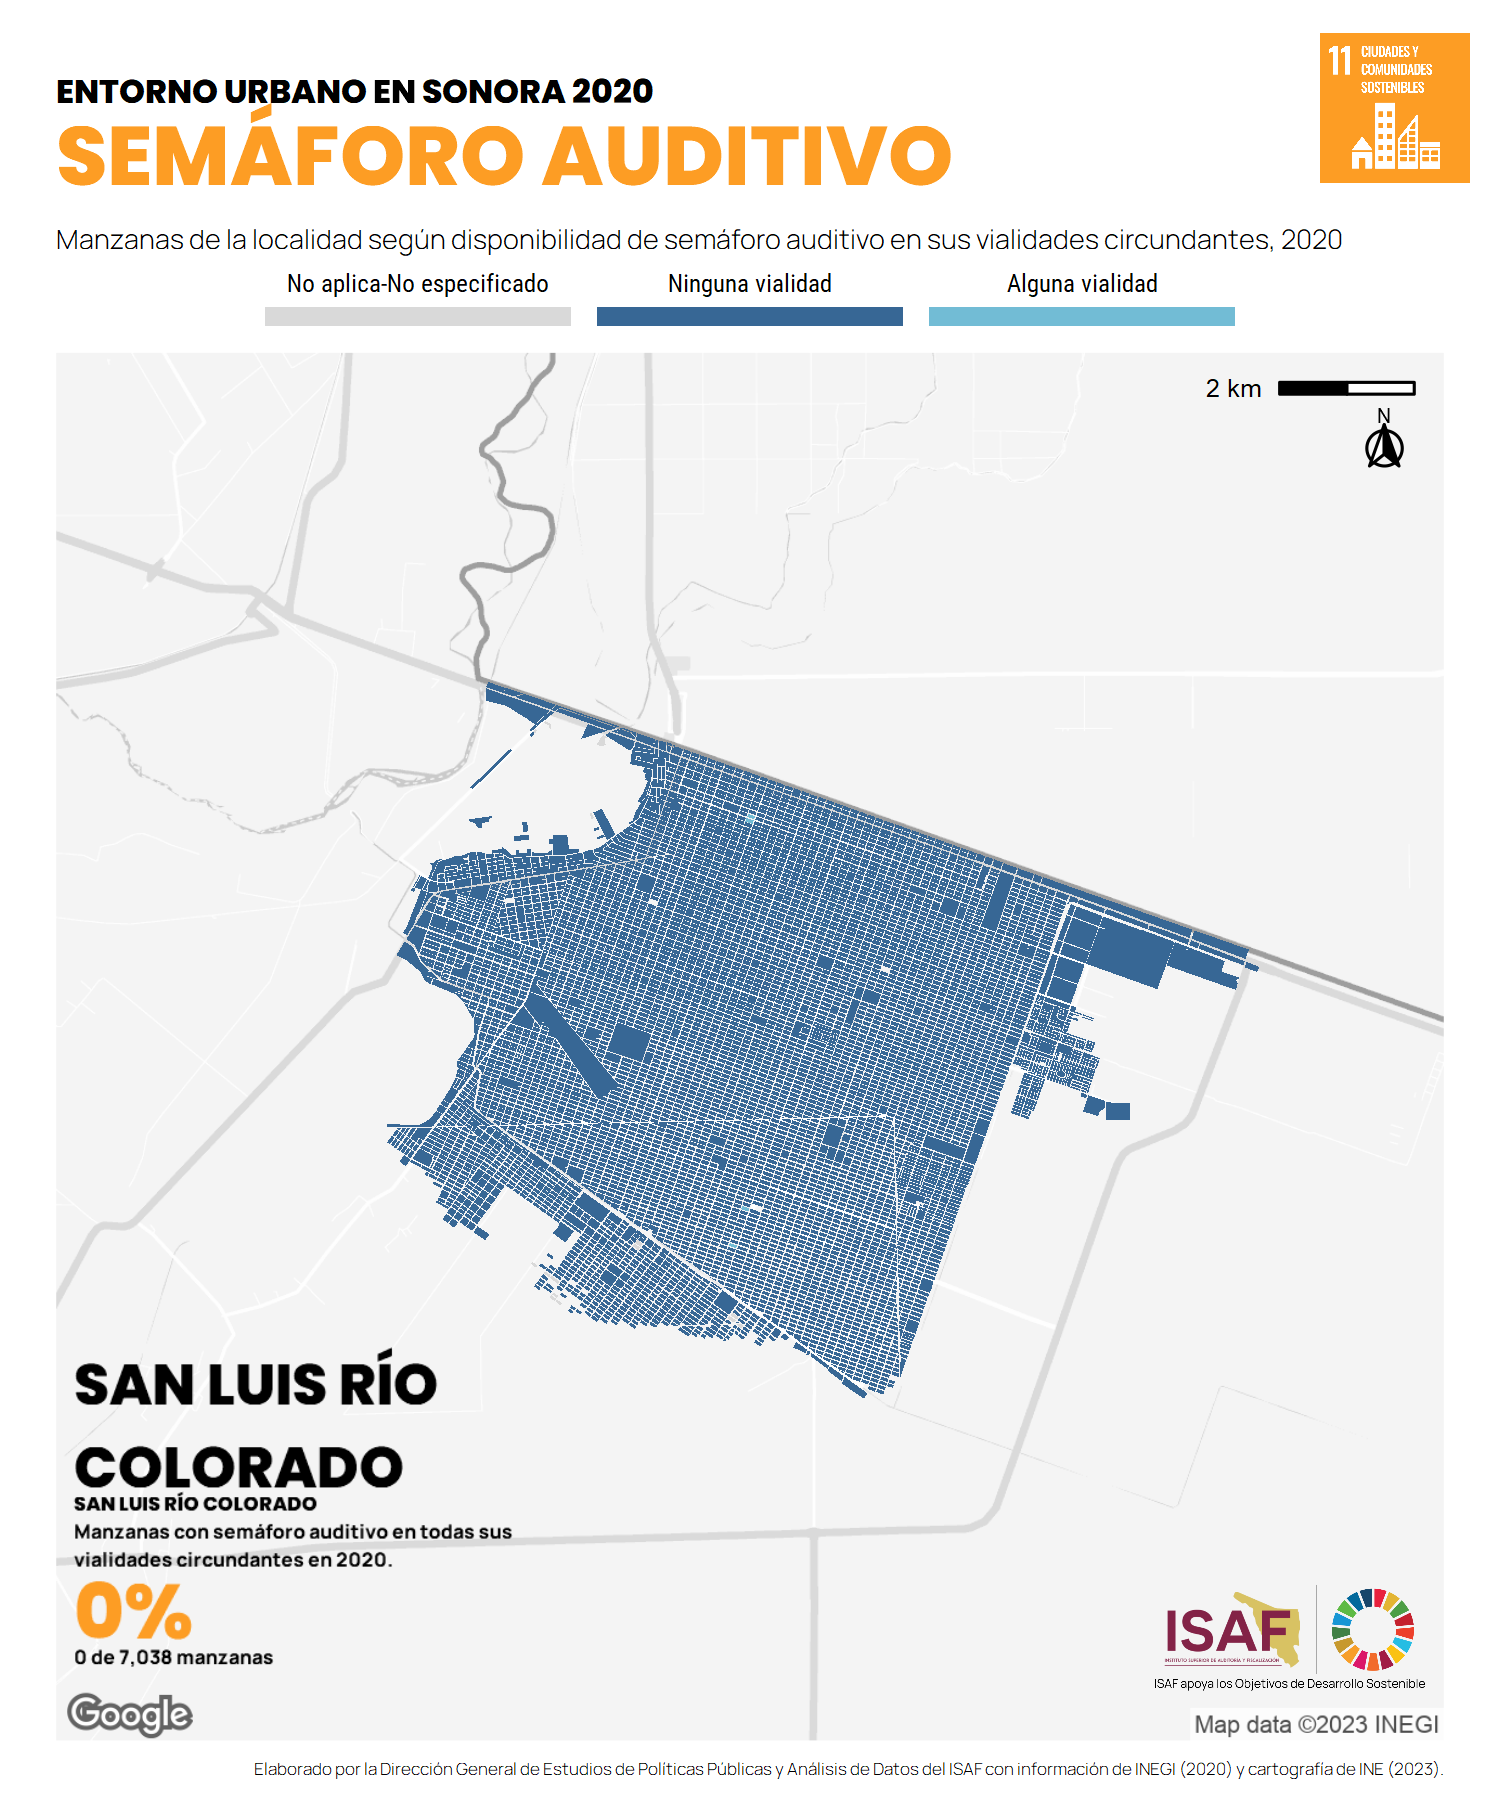 11 CIUDADES Y
COMUNIDADES
SOSTENIBLES
ENTORNO URBANO EN SONORA 2020
SEMÁFORO AUDITIVO
Manzanas de la localidad según disponibilidad de semáforo auditivo en sus vialidades circundantes, 2020
No aplica-No especificado
Ninguna vialidad
Alguna vialidad
2 km
N
SAN LUIS RÍO
COLORADO
SAN LUIS RÍO COLORADO
Manzanas con semáforo auditivo en todas sus
vialidades circundantes en 2020.
0%
0 de 7,038 manzanas
ISAF
INSTITUTO SUPERIOR DE AUDITORÍA Y FISCALIZACIÓN
ISAF apoya los Objetivos de Desarrollo Sostenible
Google
Map data ©2023 INEGI
Elaborado por la Dirección General de Estudios de Políticas Públicas y Análisis de Datos del ISAF con información de INEGI (2020) y cartografía de INE (2023).